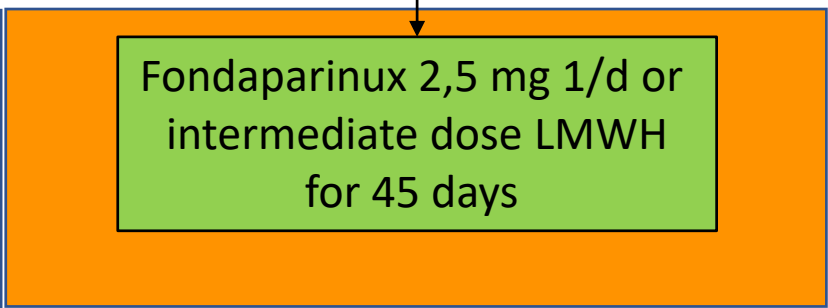 Fondaparinux 2,5 mg 1/d or
intermediate dose LMWH
for 45 days